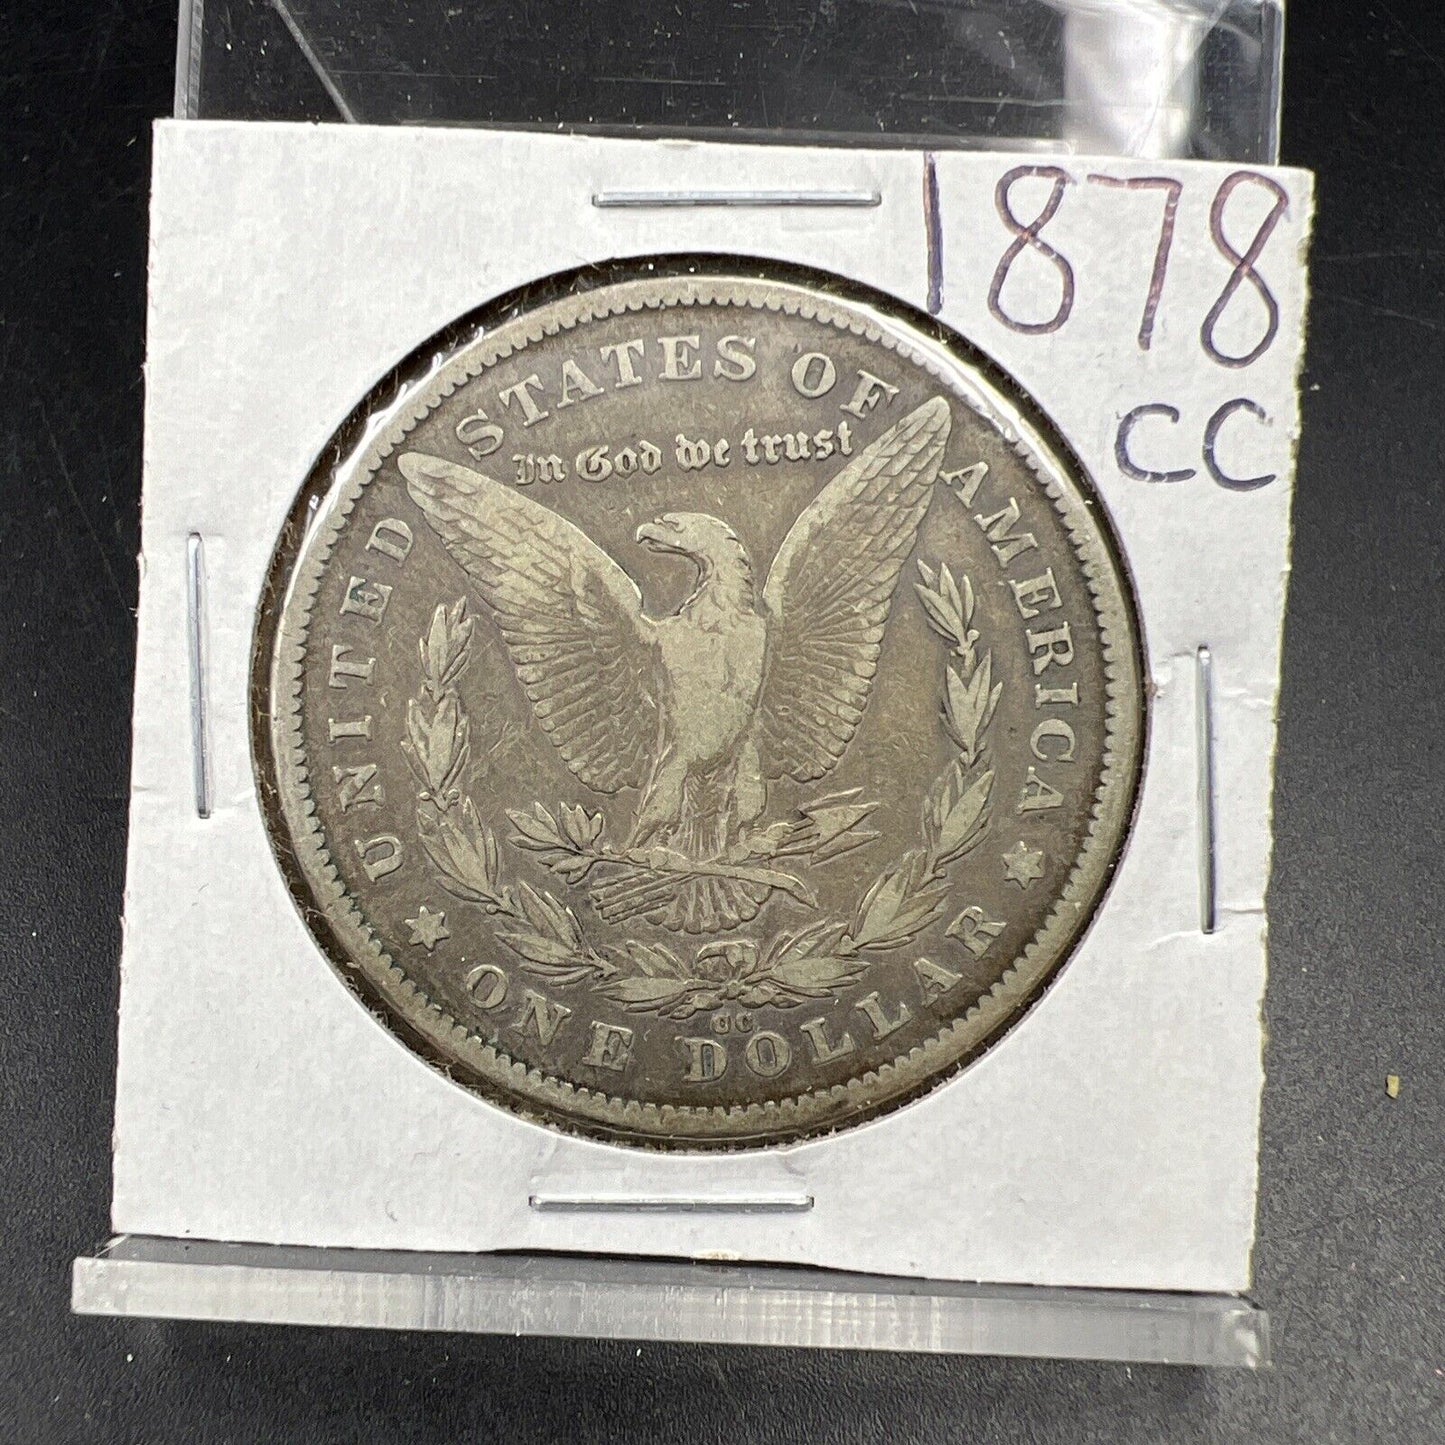 1878
CC
UNITED STATES OF AMERICA
In God we trust
CC
ONE DOLLAR